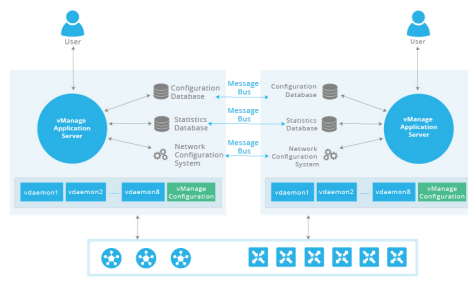 User
User
vManage
Application
Server
Configuration
Database
Statistics
Database
Network
Configuration
System
Message
Bus
Message
Bus
Message
Bus
Configuration
Database
Statistics
Database
Network
Configuration
System
vManage
Application
Server
vdaemon1
vdaemon2
vdaemon8
vManage
Configuration
vdaemon1
vdaemon2
vdaemon8
vManage
Configuration